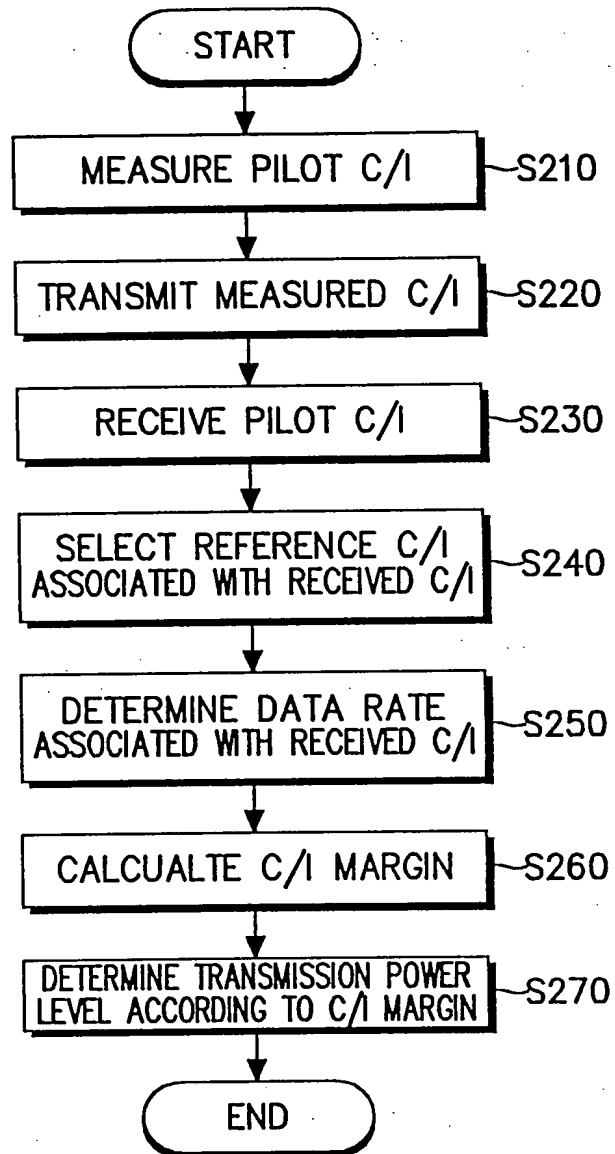 START
MEASURE PILOT C/I
S210
TRANSMIT MEASURED C/I
S220
RECEIVE PILOT C/I
S230
SELECT REFERENCE C/I
ASSOCIATED WITH RECEIVED C/I
S240
DETERMINE DATA RATE
ASSOCIATED WITH RECEIVED C/I
S250
CALCUALTE C/I MARGIN
S260
DETERMINE TRANSMISSION POWER
LEVEL ACCORDING TO C/I MARGIN
S270
END